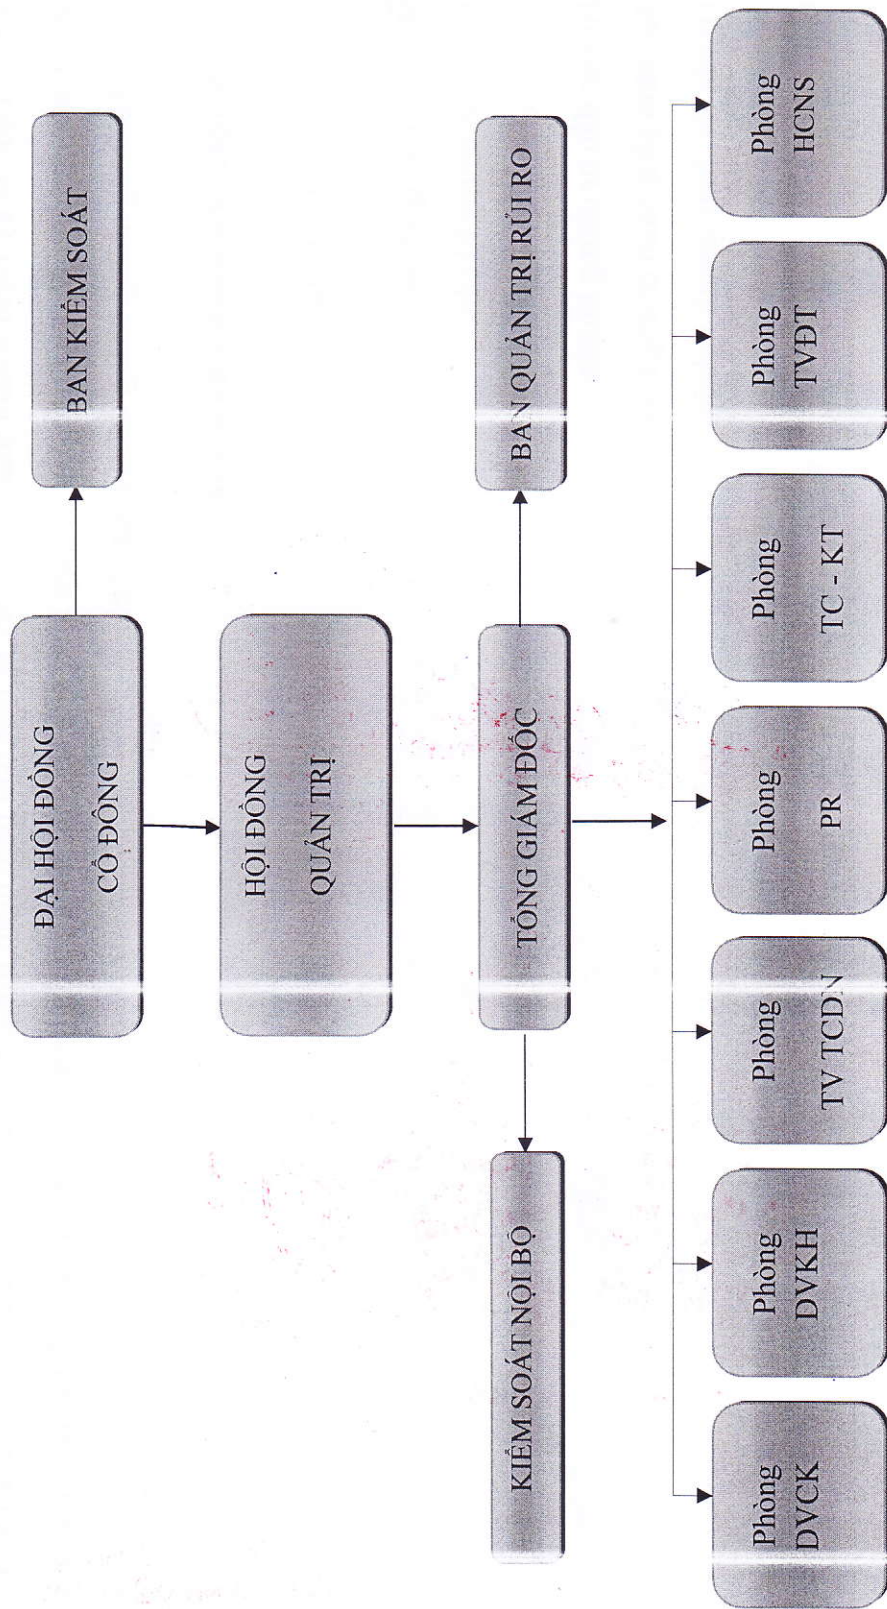 ĐẠI HỘI ĐỒNG
CỔ ĐÔNG
BAN KIỂM SOÁT
HỘI ĐỒNG
QUẢN TRỊ
KIỂM SOÁT NỘI BỘ
TỔNG GIÁM ĐỐC
BAN QUẢN TRỊ RỦI RO
Phòng
DVCK
Phòng
DVKH
Phòng
TV TCDN
Phòng
PR
Phòng
TC - KT
Phòng
TVĐT
Phòng
HCNS